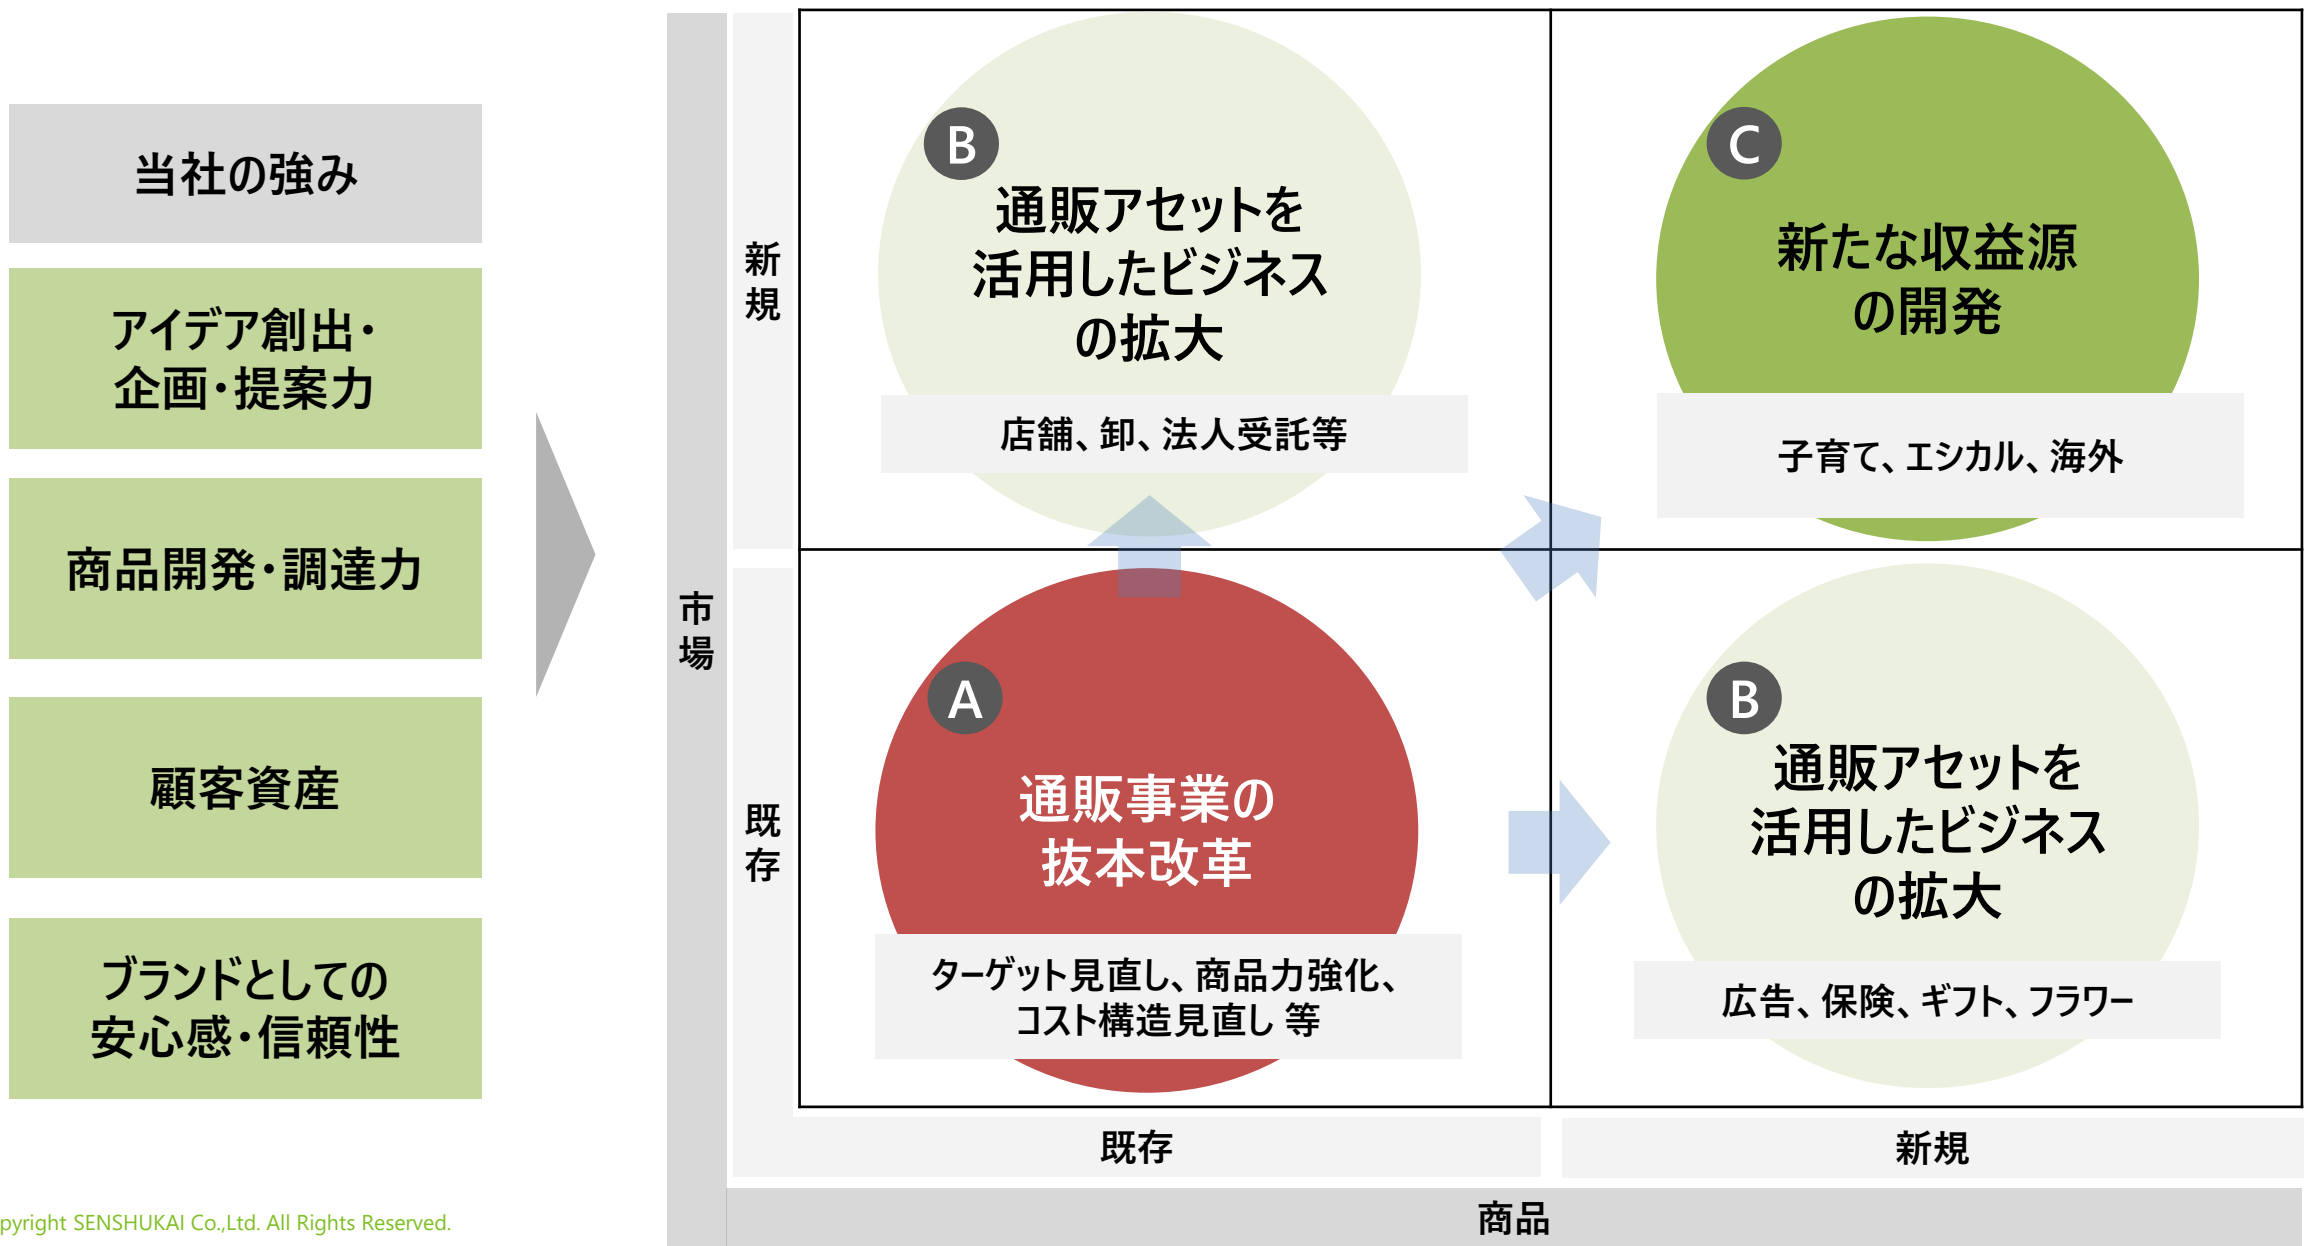 当社の強み
アイデア創出・
企画・提案力
商品開発・調達力
顧客資産
ブランドとしての
安心感・信頼性
市場
新規
既存
B
通販アセットを
活用したビジネス
の拡大
店舗、卸、法人受託等
C
新たな収益源
の開発
子育て、エシカル、海外
A
通販事業の
抜本改革
ターゲット見直し、商品力強化、
コスト構造見直し 等
B
通販アセットを
活用したビジネス
の拡大
広告、保険、ギフト、フラワー
既存
新規
商品
pyright SENSHUKAI Co.,Ltd. All Rights Reserved.